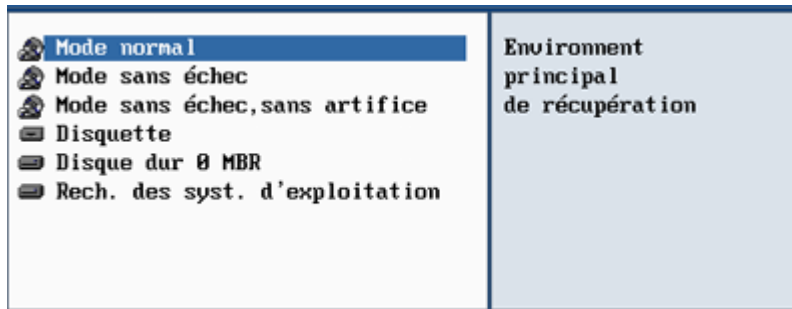 Mode normal
Mode sans échec
Mode sans échec,sans artifice
Disquette
Disque dur 0 MBR
Rech. des syst. d'exploitation
Environnent
principal
de récupération